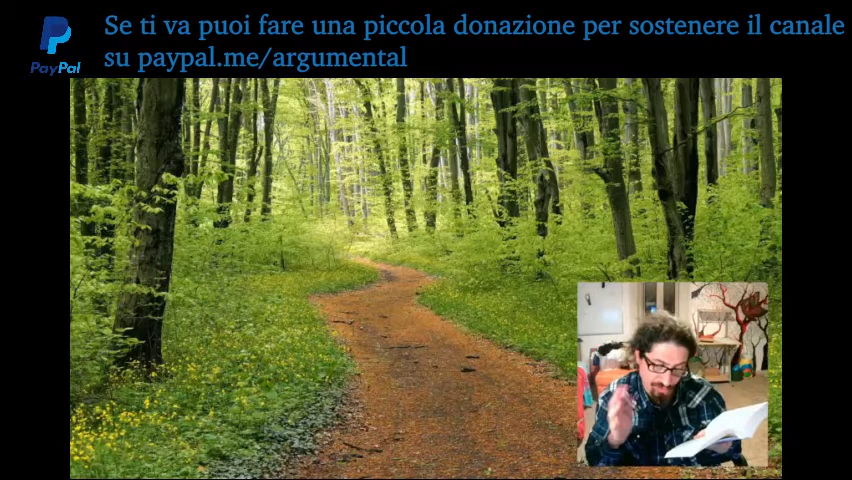 Se ti va puoi fare una piccola donazione per sostenere il canale
su paypal.me/argumental
PayPal